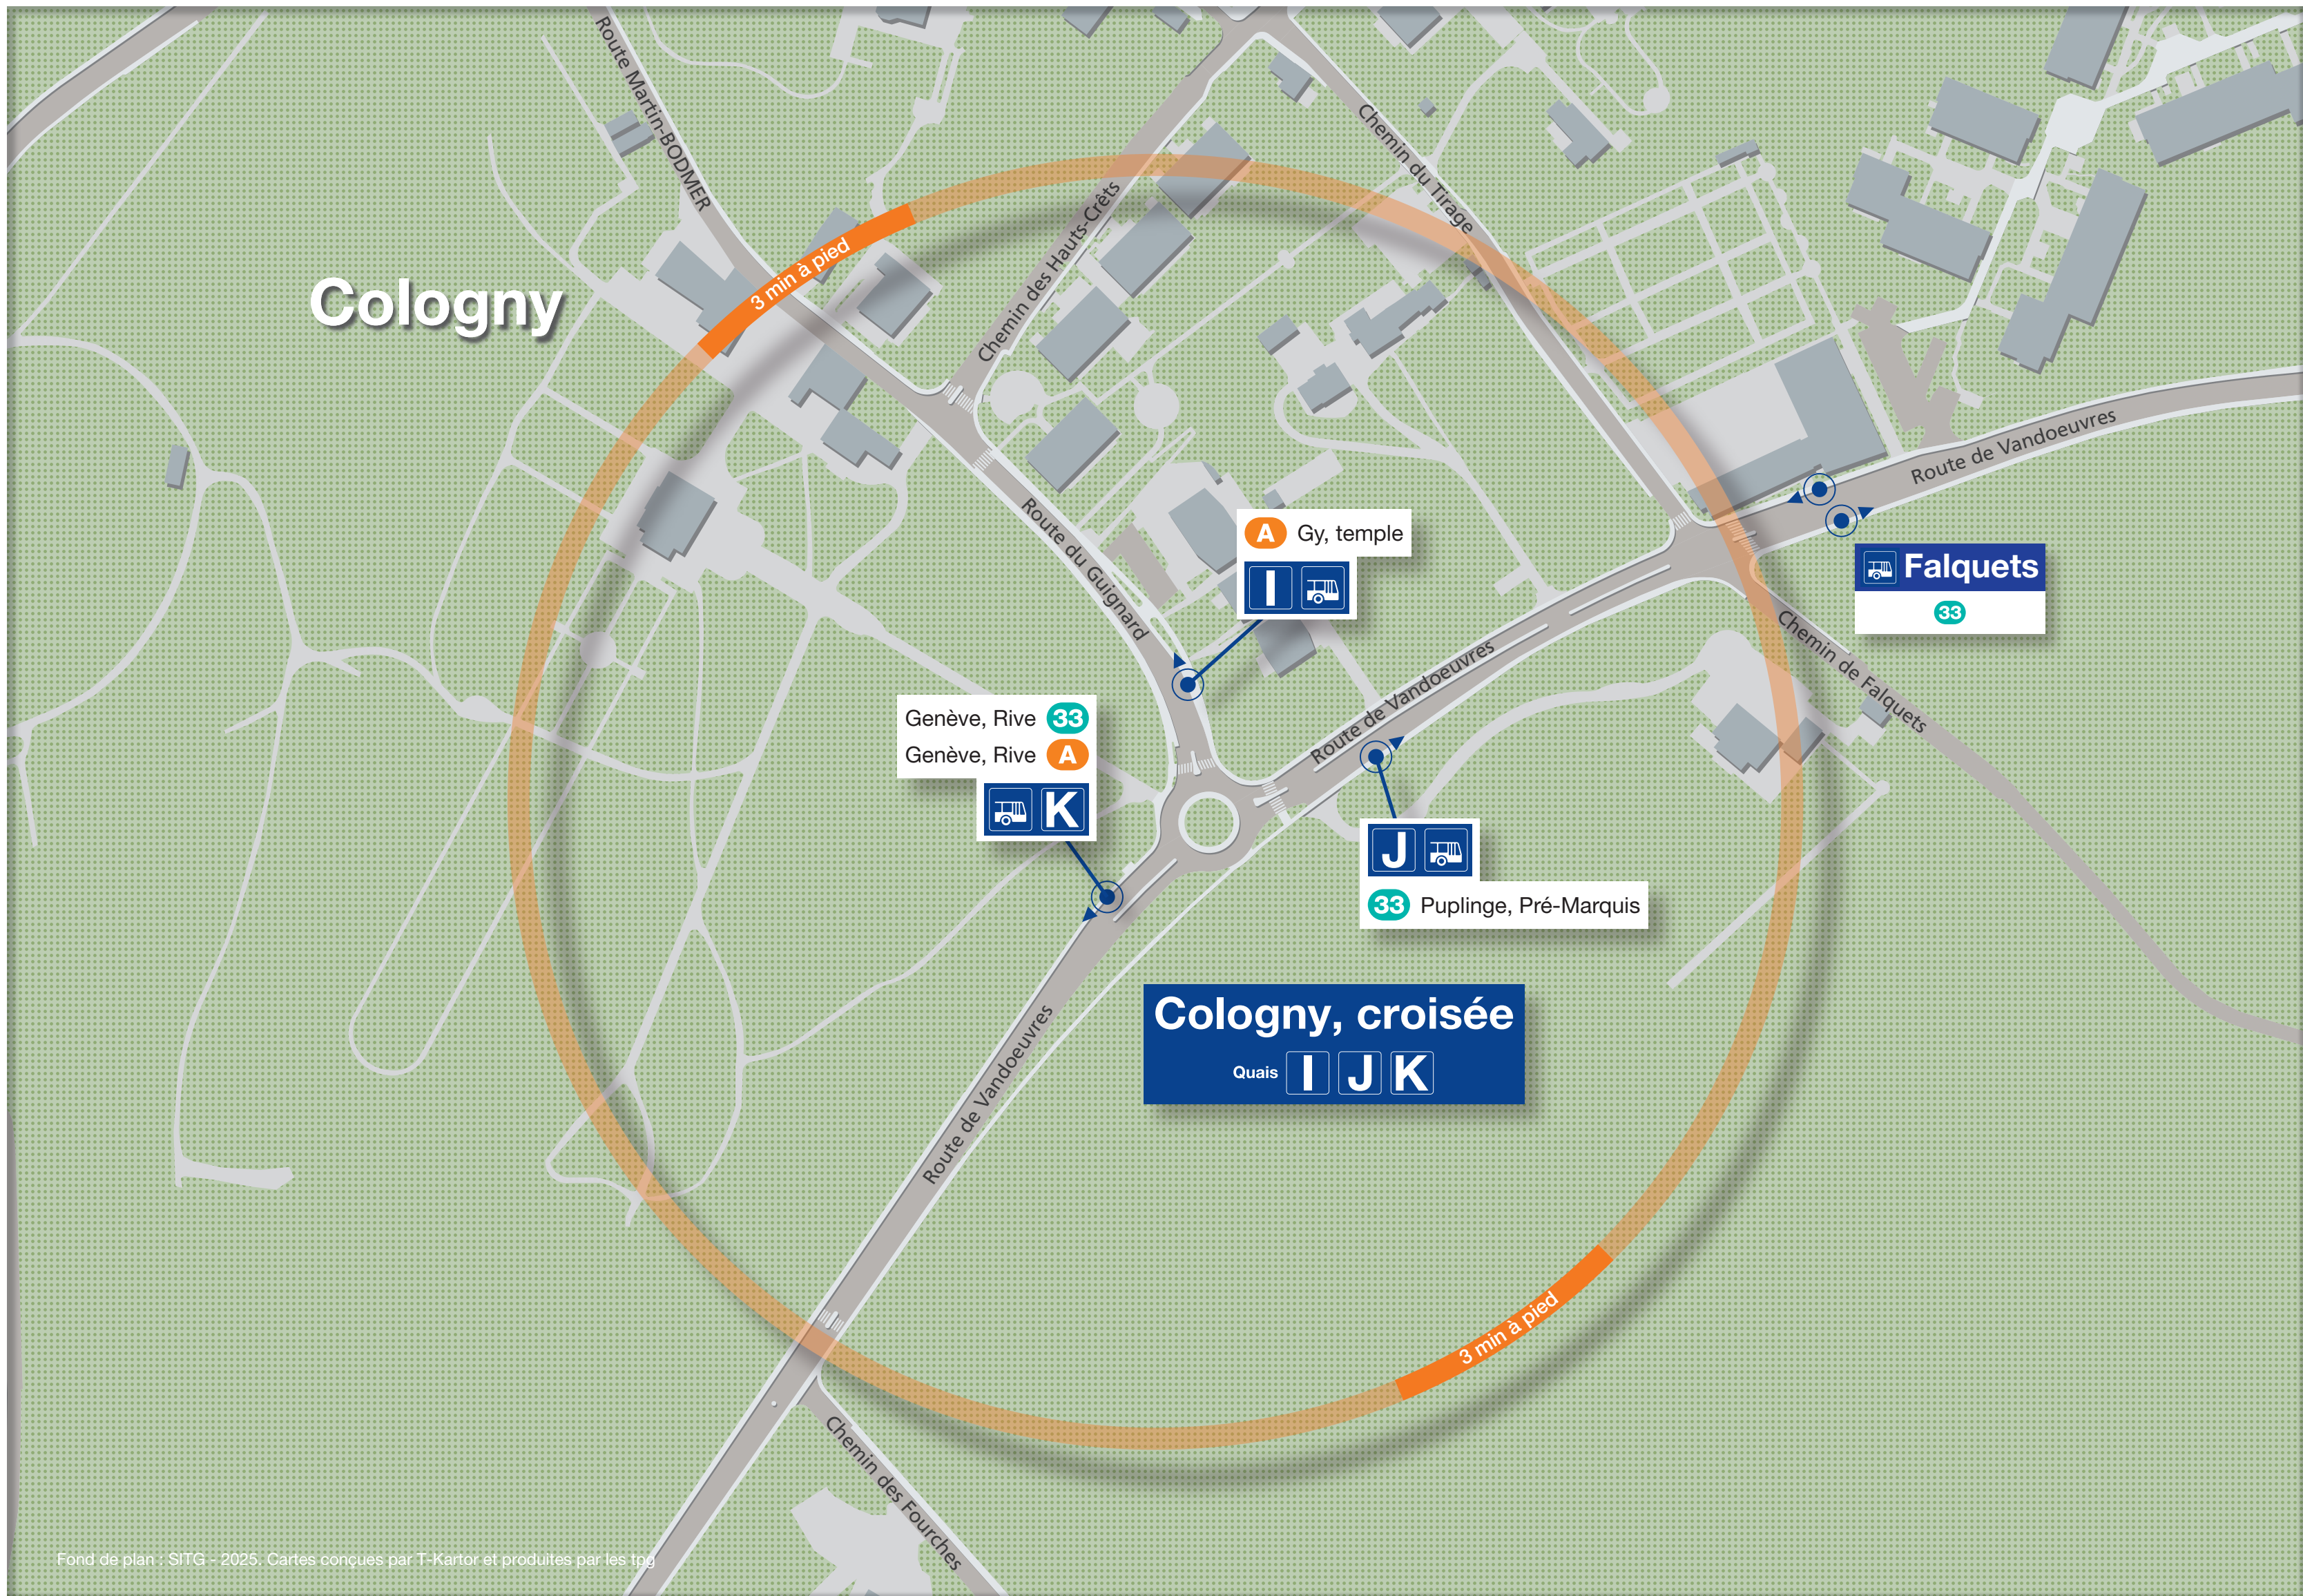 Route Martin-BODMER
Chemin du Tirage
Chemin des Hauts-Crêts
3 min à pied
Cologny
Route de Vandoeuvres
Route du Guignard
A Gy, temple
I
Falquets
33
Chemin de Falquets
Route de Vandoeuvres
Genève, Rive 33
Genève, Rive A
K
J
33 Puplinge, Pré-Marquis
Cologny, croisée
Quais I J K
Route de Vandoeuvres
3 min à pied
Chemin des Fourches
Fond de plan : SITG - 2025. Cartes conçues par T-Kartor et produites par les tpg